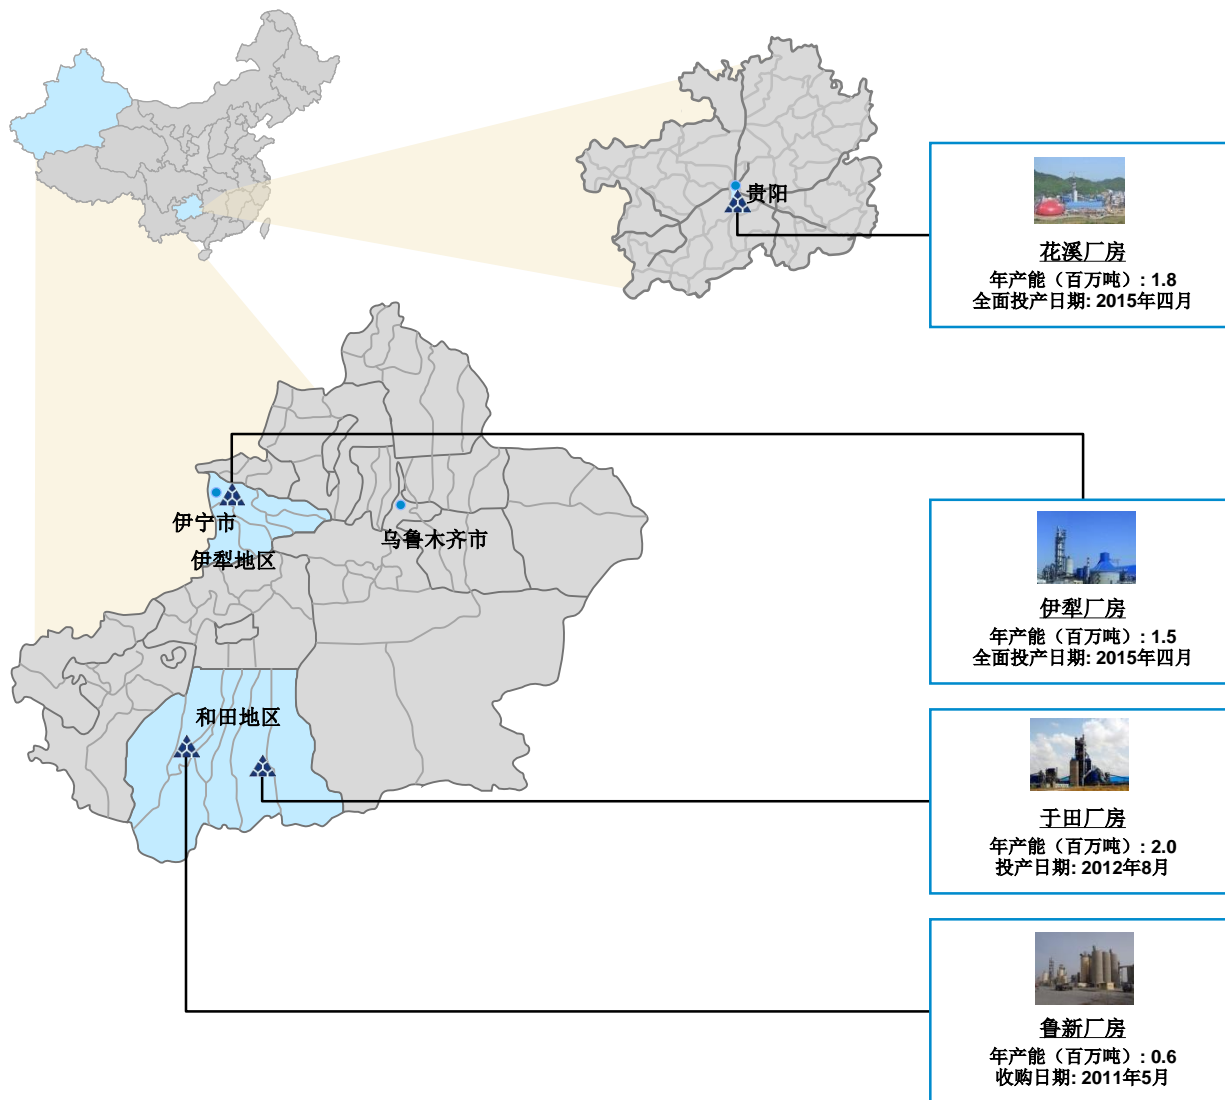 贵阳
花溪厂房
年产能（百万吨）: 1.8
全面投产日期: 2015年四月
伊宁市
伊犁地区
乌鲁木齐市
伊犁厂房
年产能（百万吨）: 1.5
全面投产日期: 2015年四月
和田地区
于田厂房
年产能（百万吨）: 2.0
投产日期: 2012年8月
鲁新厂房
年产能（百万吨）: 0.6
收购日期: 2011年5月